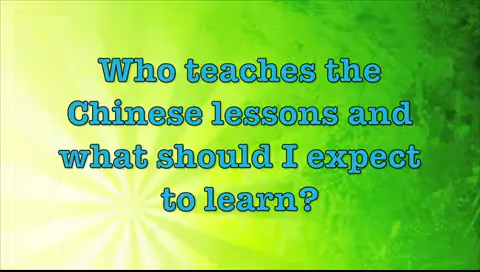 Who teaches the
Chinese lessons and
what should I expect
to learn?